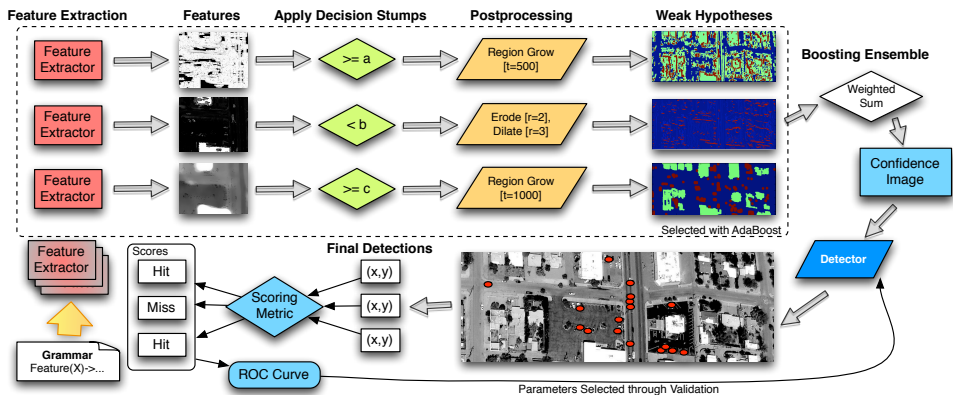 Feature Extraction
Features
Apply Decision Stumps
Postprocessing
Weak Hypotheses
Feature
Extractor
>= a
Region Grow
[t=500]
Boosting Ensemble
Weighted
Sum
Feature
Extractor
< b
Erode [r=2],
Dilate [r=3]
Confidence
Image
Feature
Extractor
>= c
Region Grow
[t=1000]
Selected with AdaBoost
Feature
Extractor
Scores
Final Detections
Hit
(x,y)
Detector
Miss
Scoring
Metric
(x,y)
Hit
(x,y)
Grammar
Feature(X)->...
ROC Curve
Parameters Selected through Validation